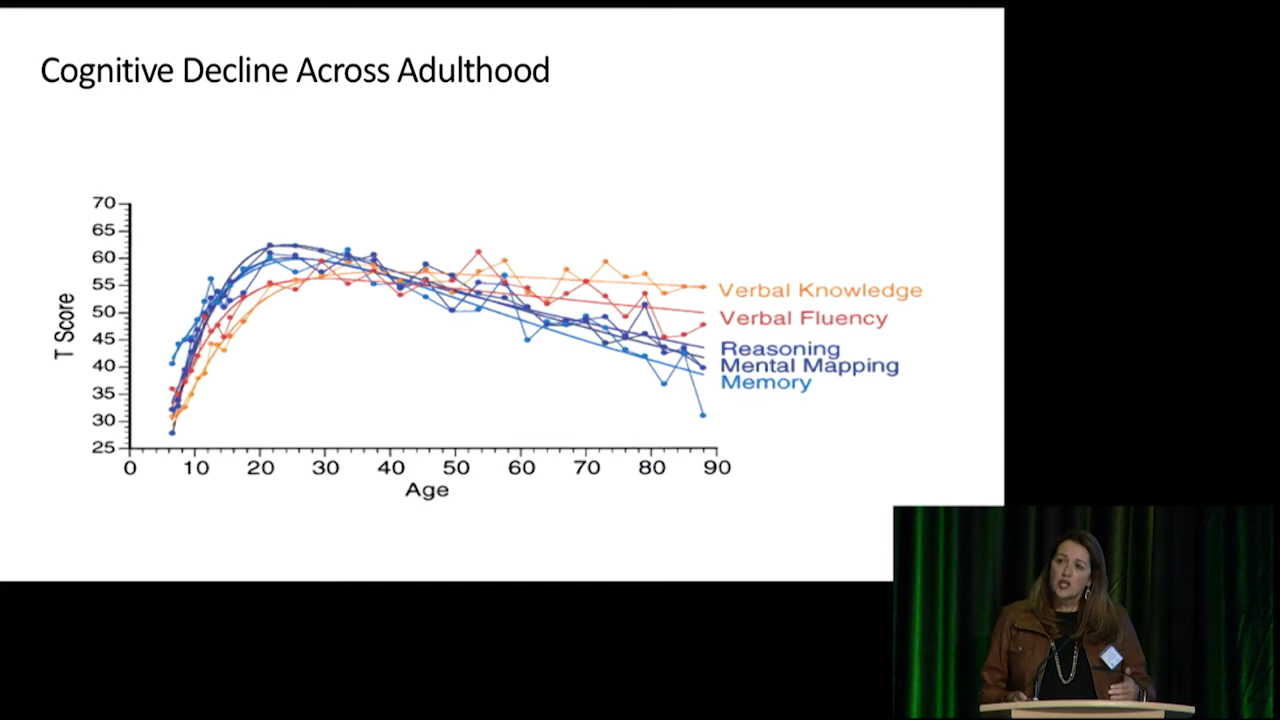 Cognitive Decline Across Adulthood
70
65
60
55
50
45
40
35
30
25
T Score
0 10 20 30 40 50 60 70 80 90
Age
Verbal Knowledge
Verbal Fluency
Reasoning
Mental Mapping
Memory